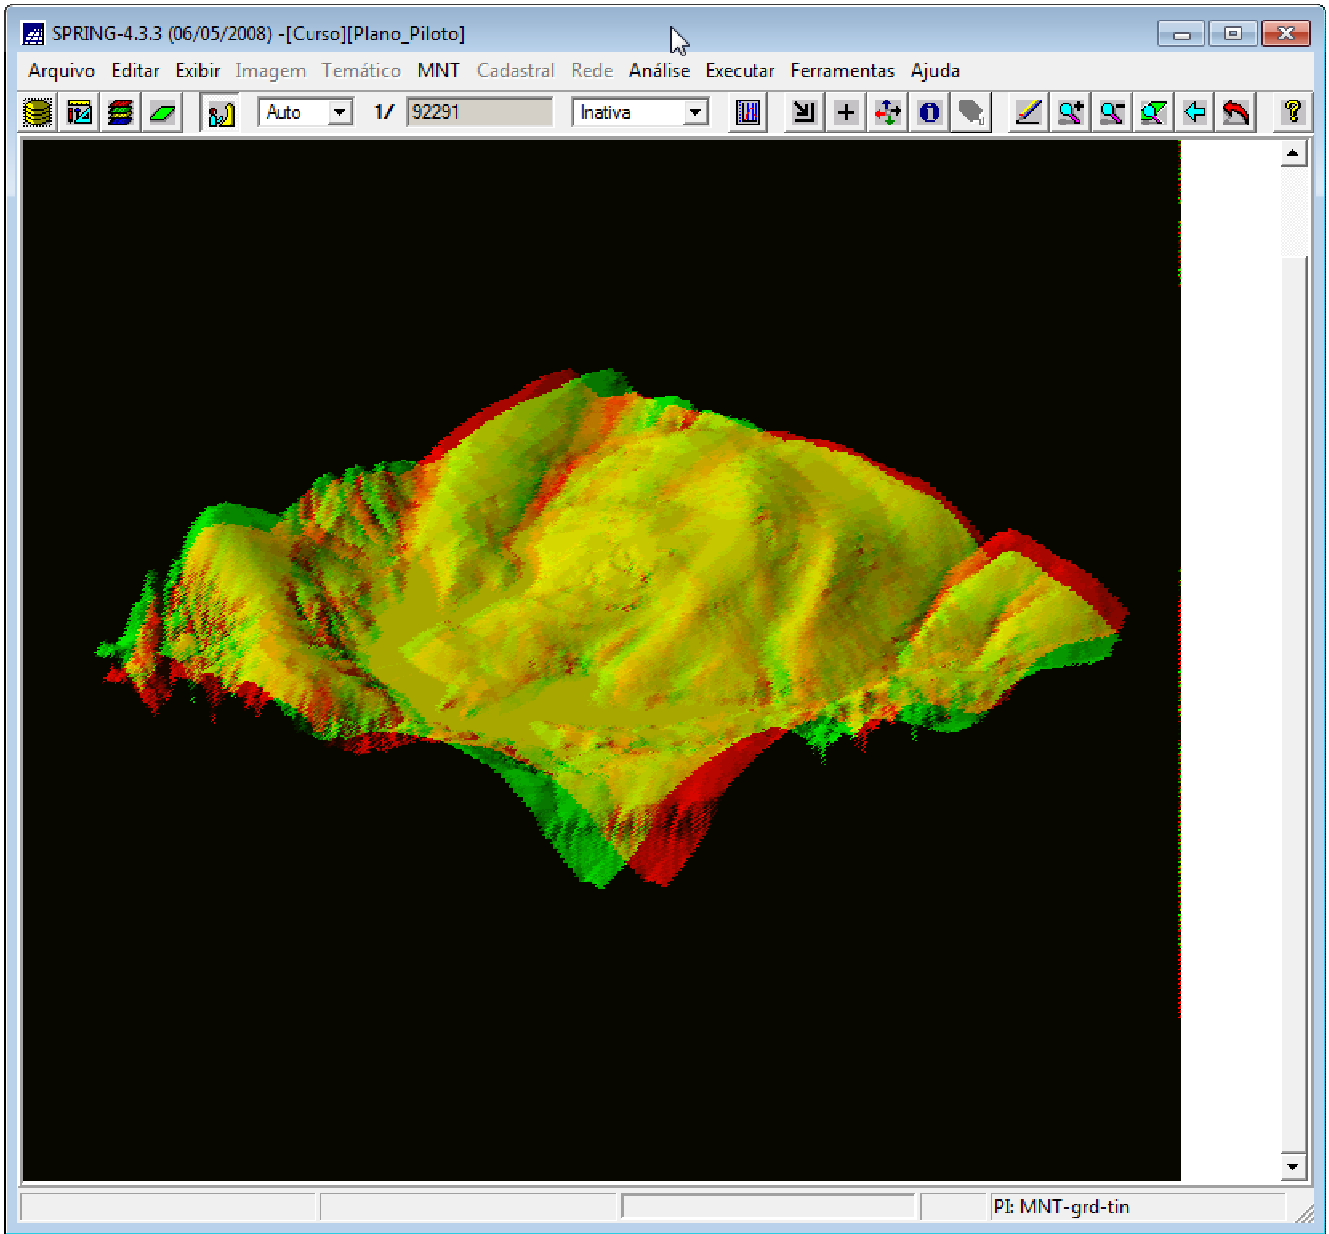 SPRING-4.3.3 (06/05/2008) -[Curso][Plano_Piloto]
Arquivo Editar Exibir Imagem Temático MNT Cadastral Rede Análise Executar Ferramentas Ajuda
Auto 1/ 92291 Inativa
PI: MNT-grd-tin